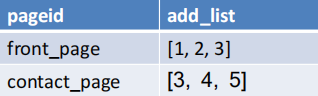 pageid add_list
front_page [1, 2, 3]
contact_page [3, 4, 5]